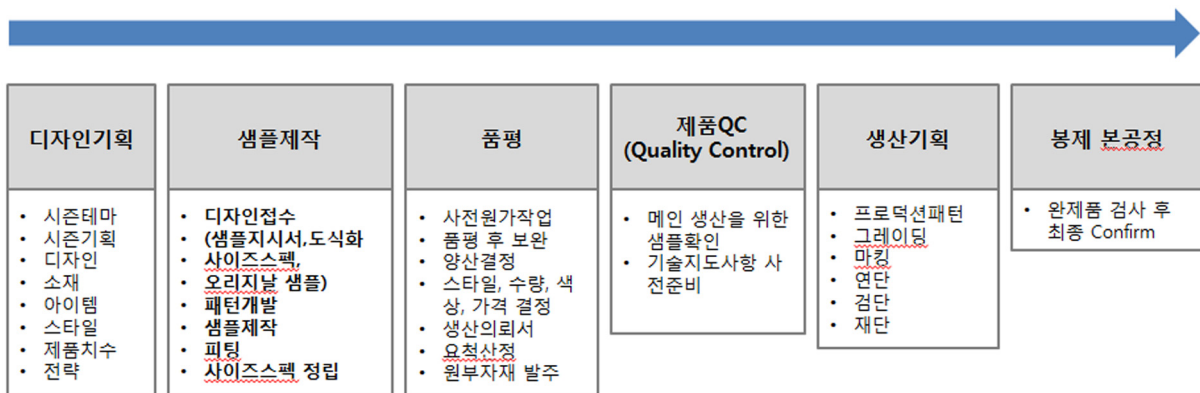 디자인기획
• 시즌테마
• 시즌기획
• 디자인
• 소재
• 아이템
• 스타일
• 제품치수
• 전략
샘플제작
• 디자인접수
• (샘플지시서,도식화
• 사이즈스펙,
• 오리지날 샘플)
• 패턴개발
• 샘플제작
• 피팅
• 사이즈스펙 정립
품평
• 사전원가작업
• 품평 후 보완
• 양산결정
• 스타일, 수량, 색
상, 가격 결정
• 생산의뢰서
• 요척산정
• 원부자재 발주
제품QC
(Quality Control)
• 메인 생산을 위한
샘플확인
• 기술지도사항 사
전준비
생산기획
• 프로덕션패턴
• 그레이딩
• 마킹
• 연단
• 검단
• 재단
봉제 본공정
• 완제품 검사 후
최종 Confirm